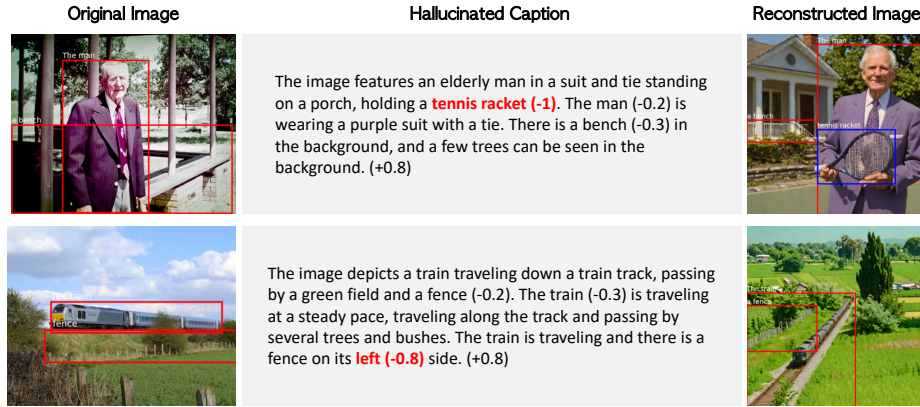 Original Image
Hallucinated Caption
Reconstructed Image
The man
a bench
The image features an elderly man in a suit and tie standing
on a porch, holding a tennis racket (-1). The man (-0.2) is
wearing a purple suit with a tie. There is a bench (-0.3) in
the background, and a few trees can be seen in the
background. (+0.8)
The man
a bench
tennis racket
The train
a fence
The image depicts a train traveling down a train track, passing
by a green field and a fence (-0.2). The train (-0.3) is traveling
at a steady pace, traveling along the track and passing by
several trees and bushes. The train is traveling and there is a
fence on its left (-0.8) side. (+0.8)
The train
a fence